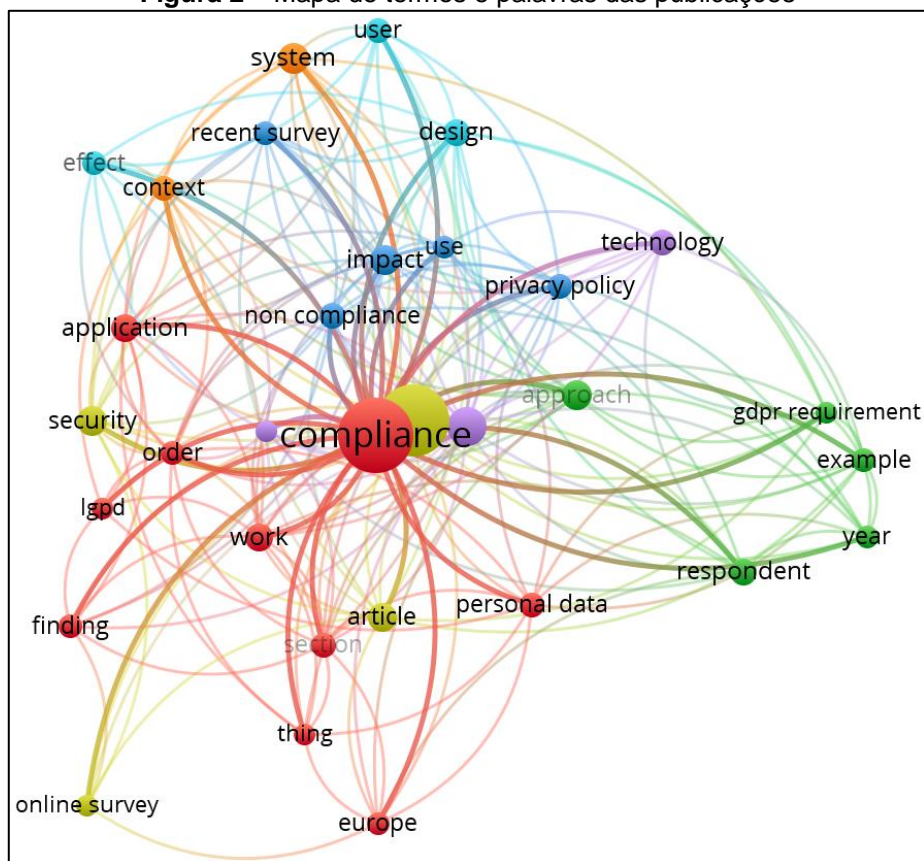 Figura 2 – Mapa de termos e palavras das publicações
user
system
recent survey
design
effect
context
technology
impact
use
privacy policy
non compliance
application
approach
security
gdpr requirement
compliance
order
example
lgpd
work
year
respondent
personal data
finding
article
section
thing
online survey
europe